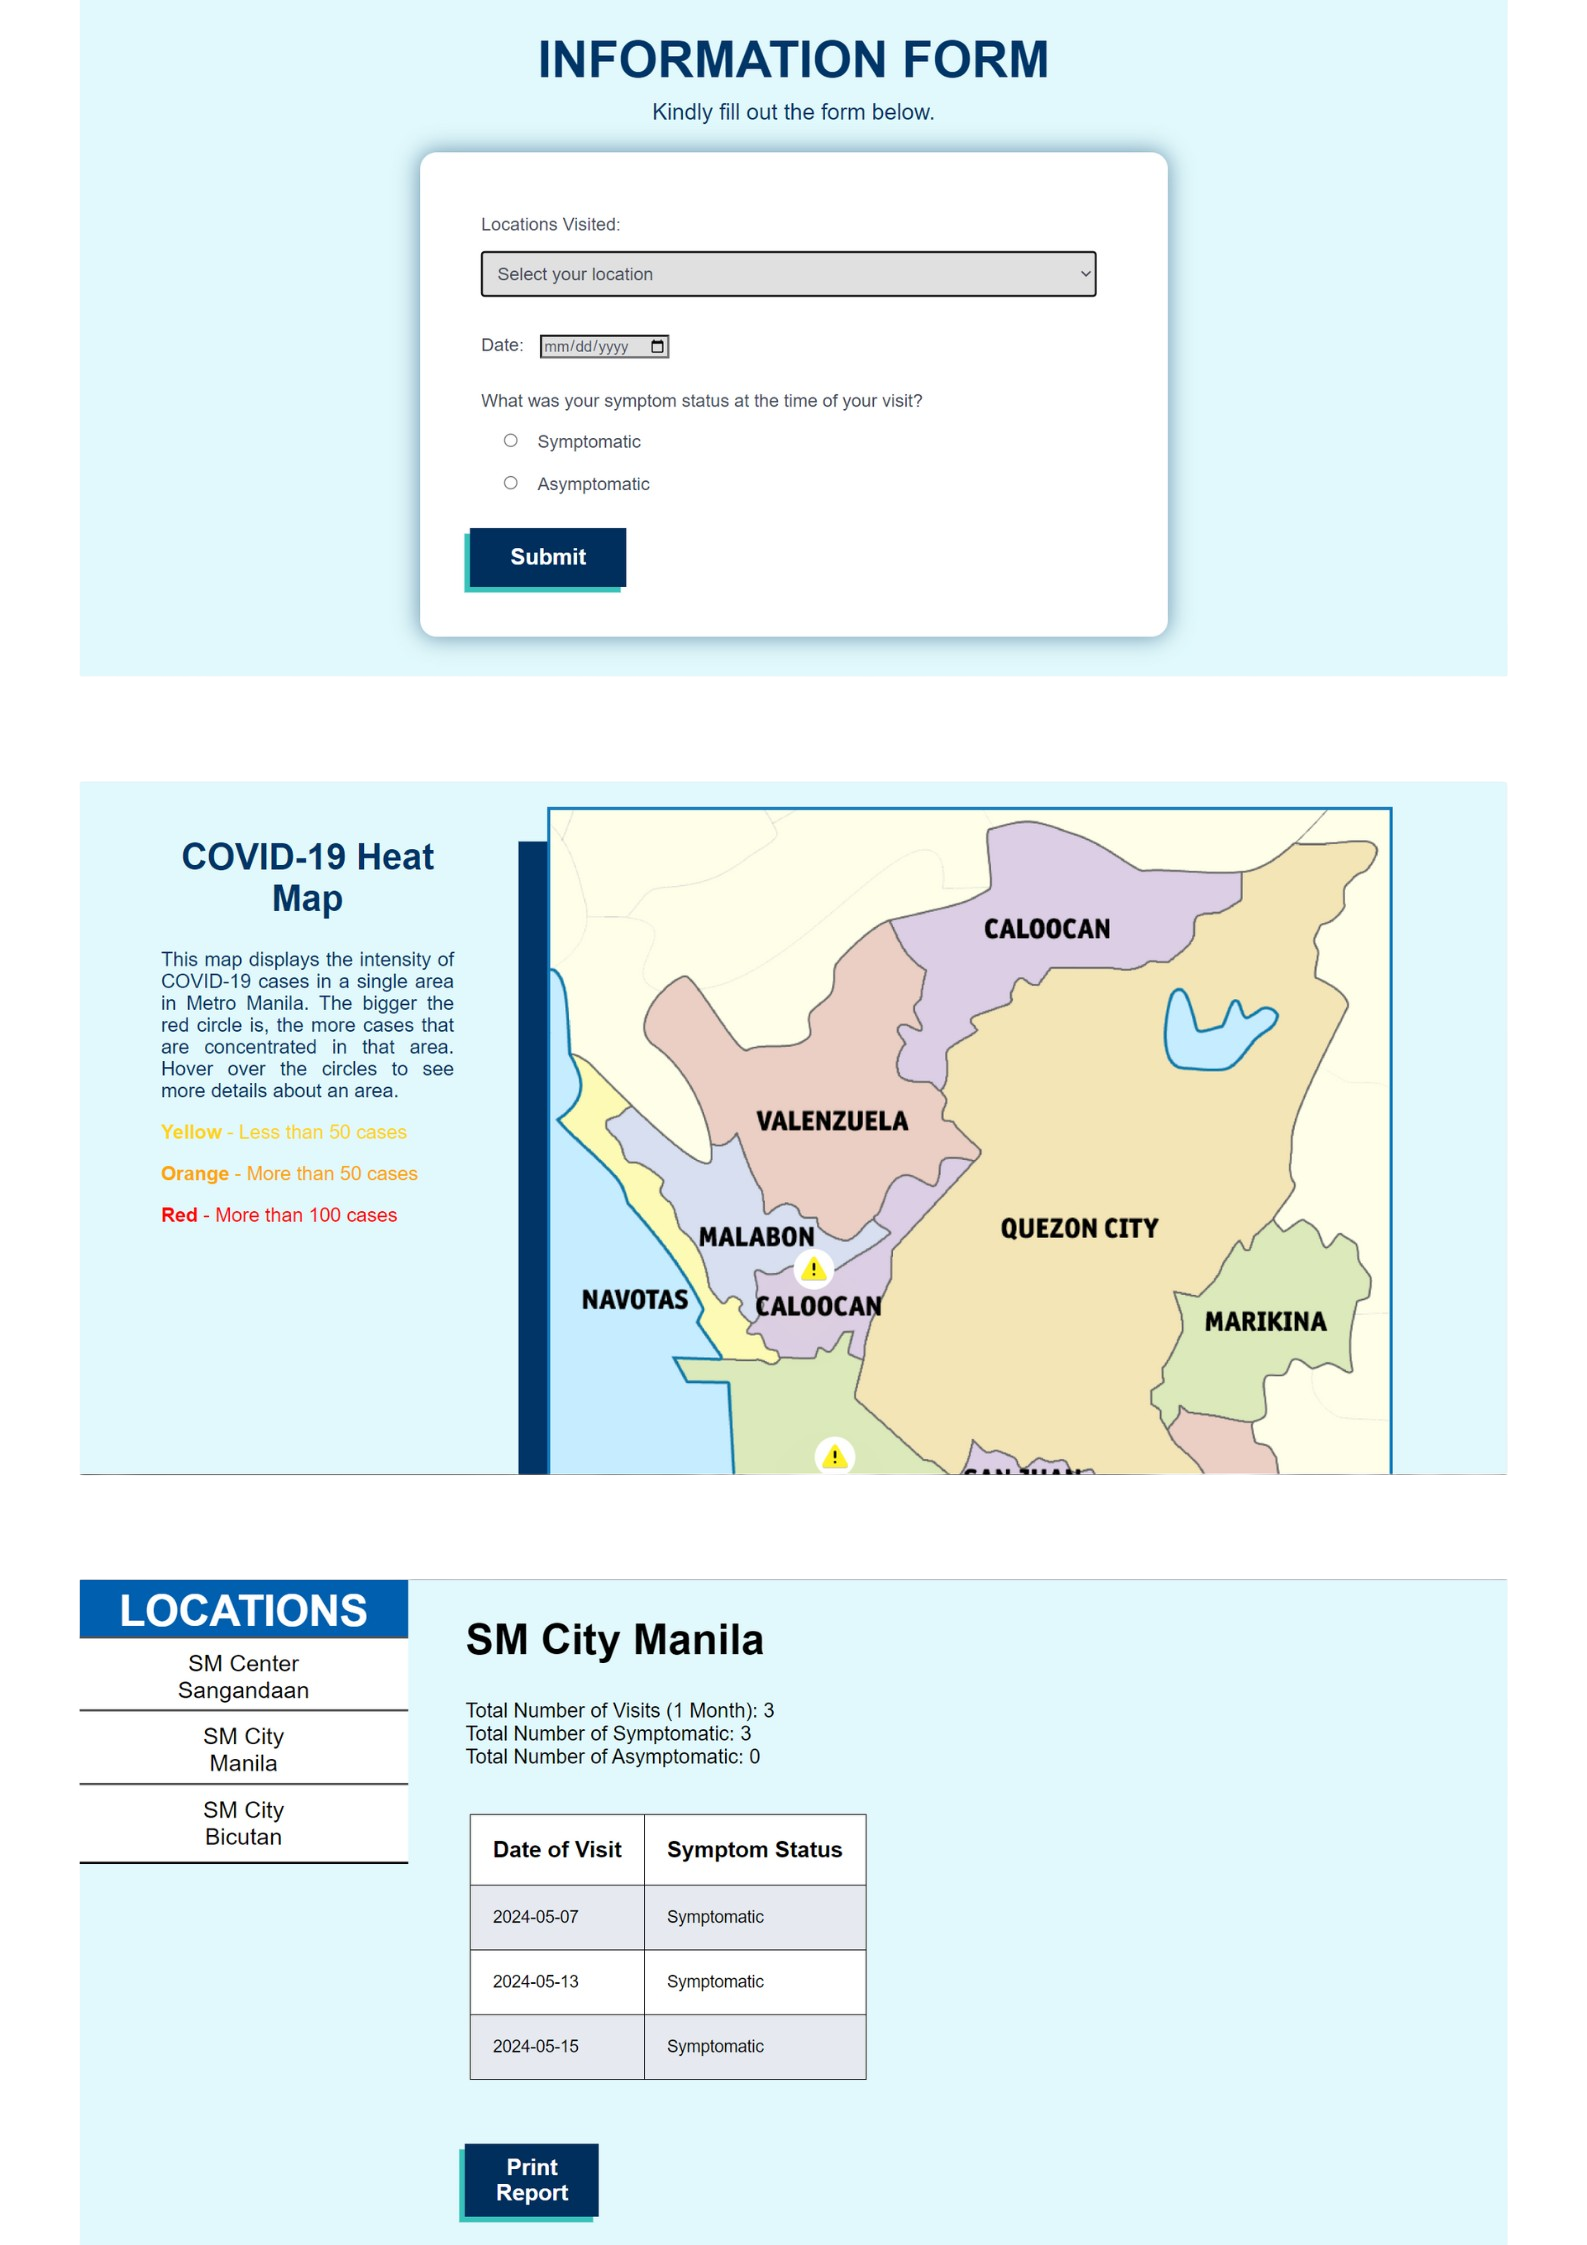 INFORMATION FORM
Kindly fill out the form below.
Locations Visited:
Select your location
Date: mm/dd/yyyy
What was your symptom status at the time of your visit?
Symptomatic
Asymptomatic
Submit
COVID-19 Heat
Map
This map displays the intensity of
COVID-19 cases in a single area
in Metro Manila. The bigger the
red circle is, the more cases that
are concentrated in that area.
Hover over the circles to see
more details about an area.
Yellow - Less than 50 cases
Orange - More than 50 cases
Red - More than 100 cases
CALOOCAN
VALENZUELA
MALABON
QUEZON CITY
NAVOTAS
CALOOCAN
MARIKINA
SAN JUAN
LOCATIONS
SM Center
Sangandaan
SM City
Manila
SM City
Bicutan
SM City Manila
Total Number of Visits (1 Month): 3
Total Number of Symptomatic: 3
Total Number of Asymptomatic: 0
Date of Visit Symptom Status
2024-05-07 Symptomatic
2024-05-13 Symptomatic
2024-05-15 Symptomatic
Print
Report